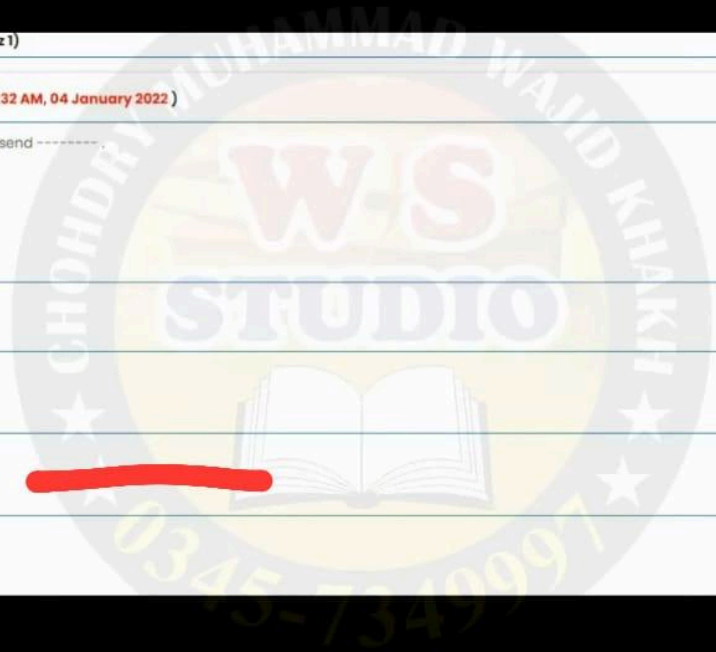 z 1)
32 AM, 04 January 2022 )
send -------- .
CHOHDRY MUHAMMAD WAJID KHAKH
W S
STUDIO
0345-7349997